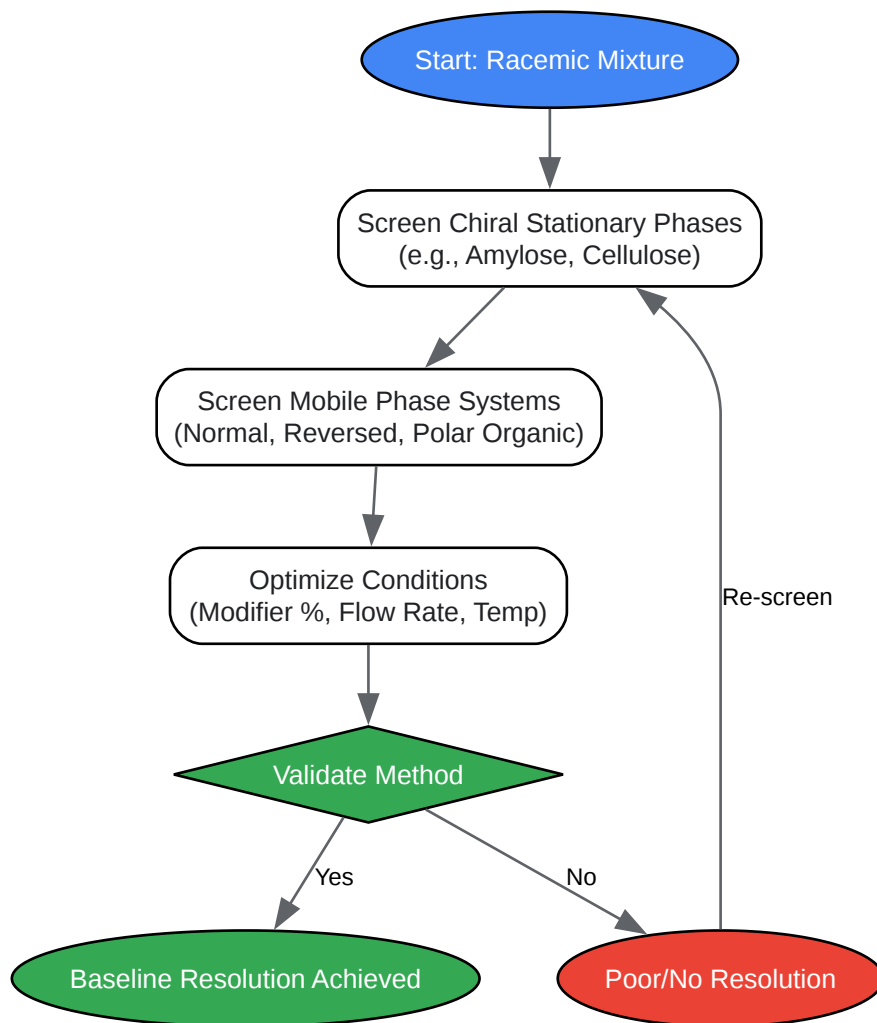 Start: Racemic Mixture
Screen Chiral Stationary Phases
(e.g., Amylose, Cellulose)
Screen Mobile Phase Systems
(Normal, Reversed, Polar Organic)
Optimize Conditions
(Modifier %, Flow Rate, Temp)
Re-screen
Validate Method
Yes
No
Baseline Resolution Achieved
Poor/No Resolution